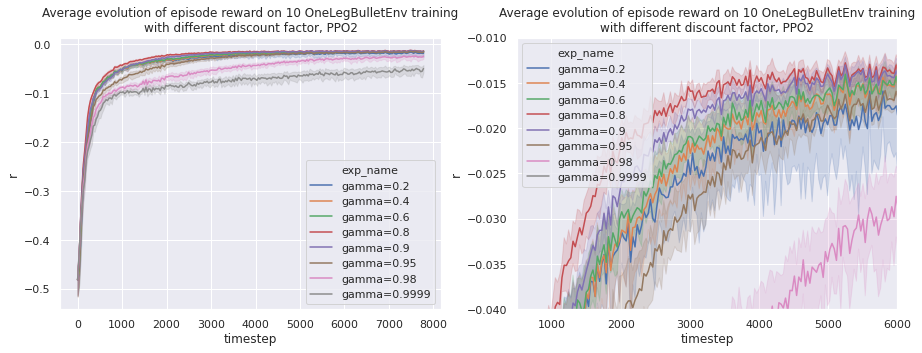 Average evolution of episode reward on 10 OneLegBulletEnv training
with different discount factor, PPO2
0.0
−0.1
−0.2
−0.3
−0.4
−0.5
r
0
1000
2000
3000
4000
5000
6000
7000
8000
timestep
exp_name
gamma=0.2
gamma=0.4
gamma=0.6
gamma=0.8
gamma=0.9
gamma=0.95
gamma=0.98
gamma=0.9999
Average evolution of episode reward on 10 OneLegBulletEnv training
with different discount factor, PPO2
−0.010
−0.015
−0.020
−0.025
−0.030
−0.035
−0.040
r
1000
2000
3000
4000
5000
6000
timestep
exp_name
gamma=0.2
gamma=0.4
gamma=0.6
gamma=0.8
gamma=0.9
gamma=0.95
gamma=0.98
gamma=0.9999